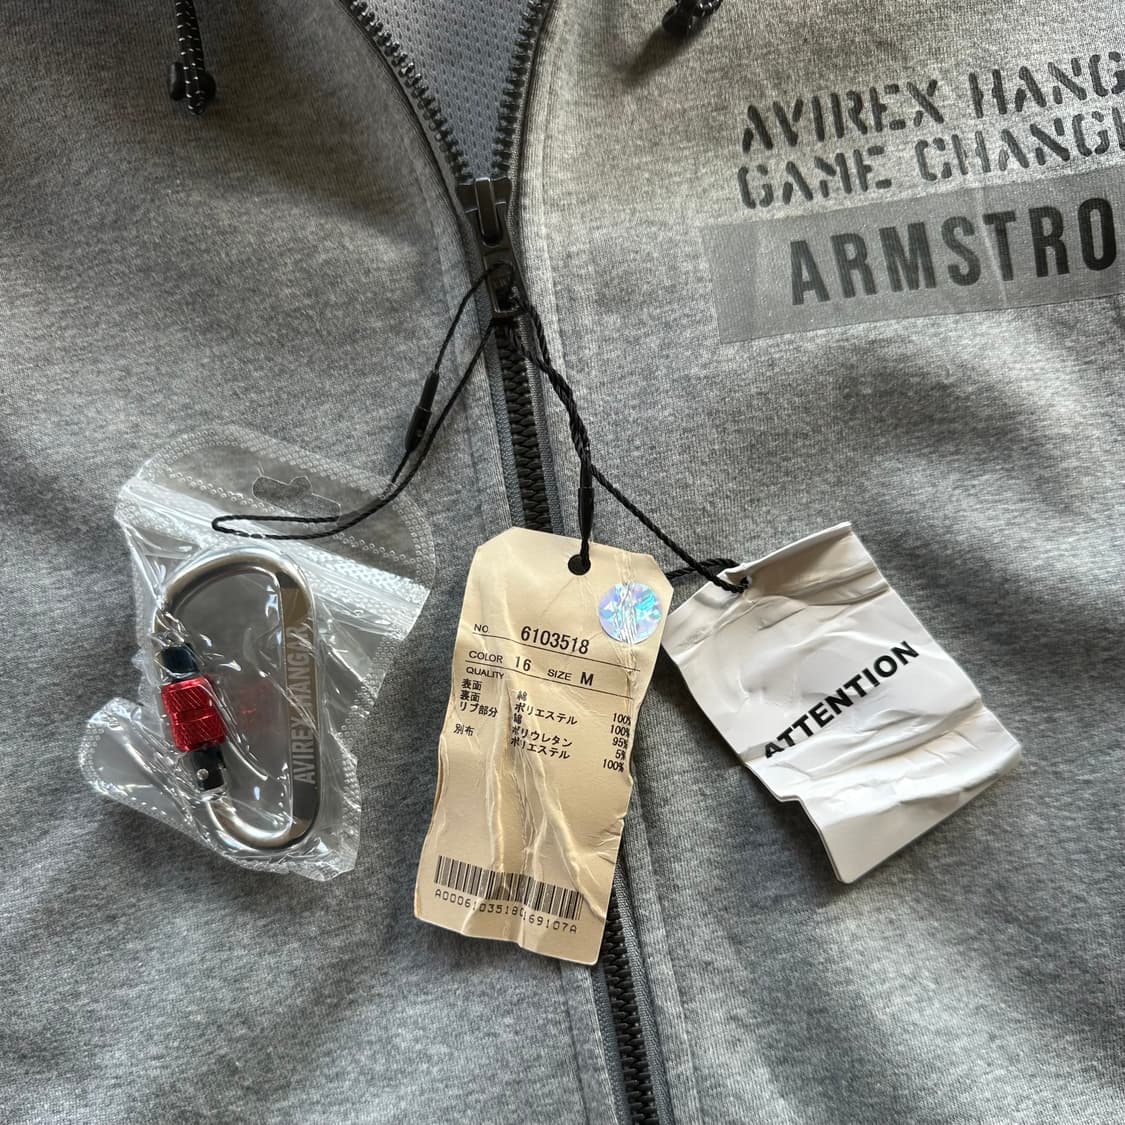 AVIREX HANG
GAME CHANG
ARMSTRO
AVIREX HANGAR
NO 6103518
COLOR 16 SIZE M
QUALITY
表面 綿 100%
裏面 ポリエステル 100%
リブ部分 綿 95%
ポリウレタン 5%
別布 ポリエステル 100%
ATTENTION